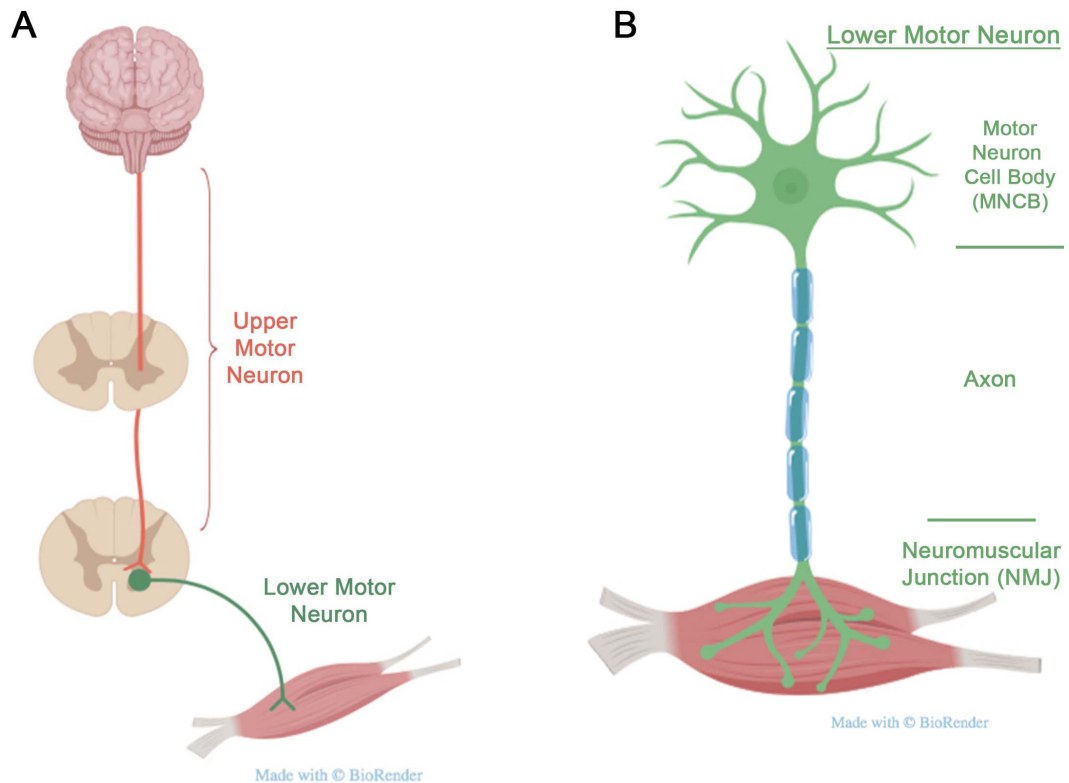 A
Upper
Motor
Neuron
Lower Motor
Neuron
Made with © BioRender
B
Lower Motor Neuron
Motor
Neuron
Cell Body
(MNCB)
Axon
Neuromuscular
Junction (NMJ)
Made with © BioRender